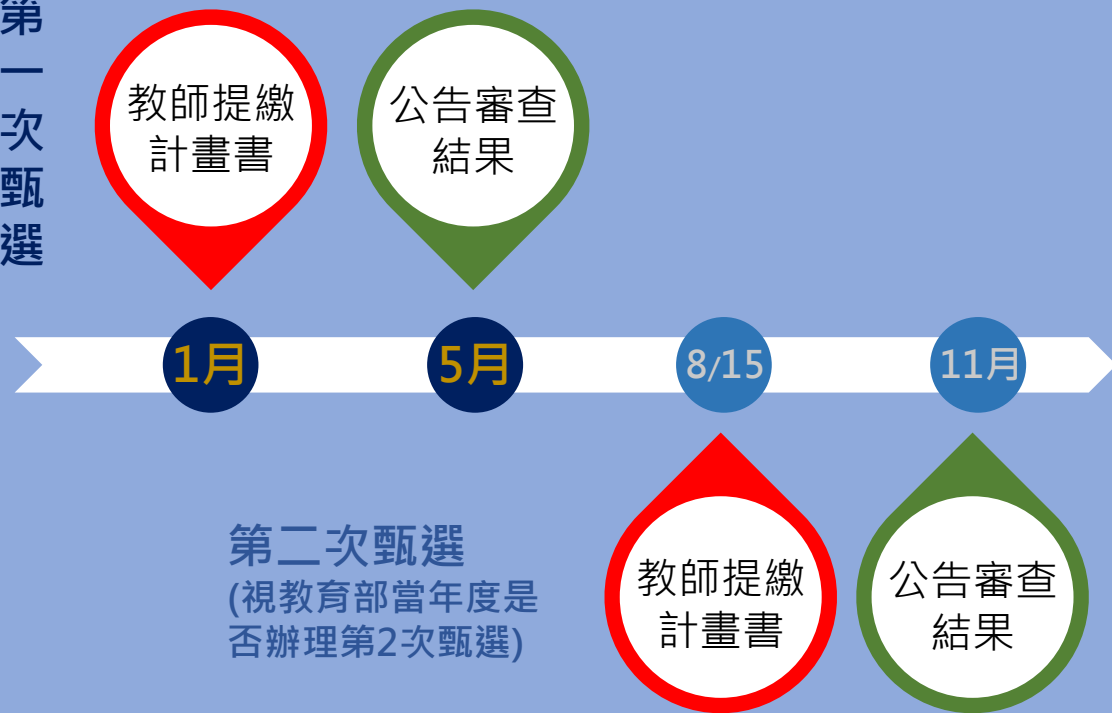 第一次甄選
教師提繳
計畫書
公告審查
結果
1月
5月
8/15
11月
第二次甄選
(視教育部當年度是
否辦理第2次甄選)
教師提繳
計畫書
公告審查
結果